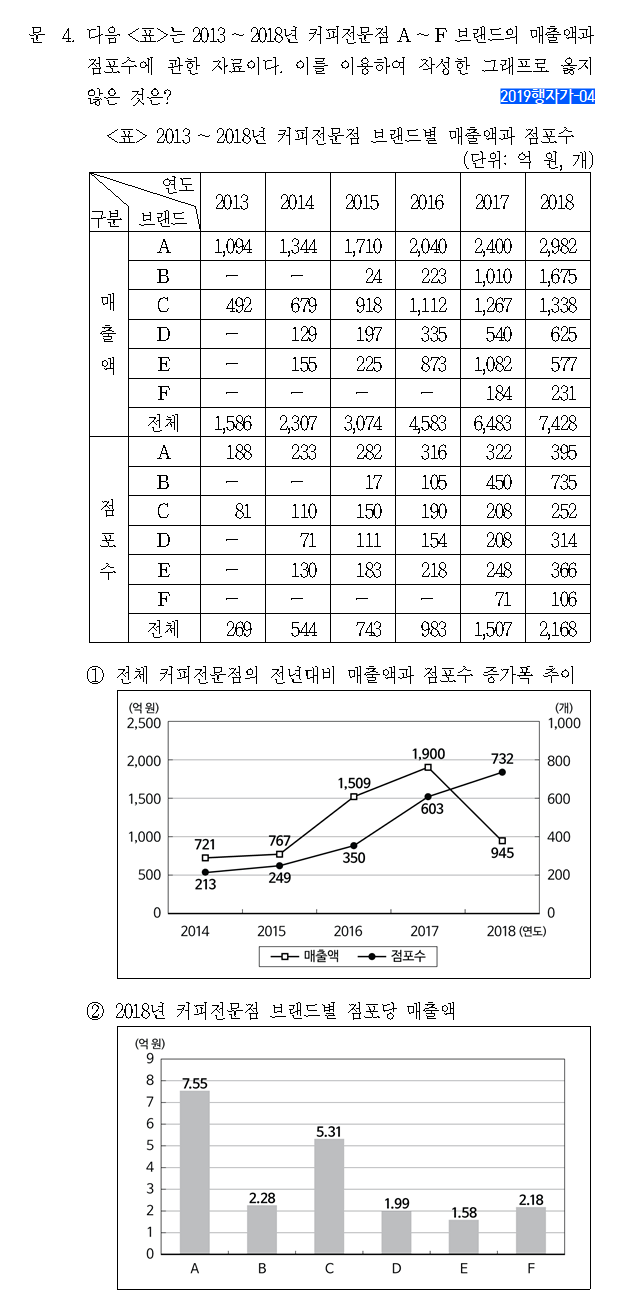 문 4. 다음 <표>는 2013 ~ 2018년 커피전문점 A ~ F 브랜드의 매출액과
점포수에 관한 자료이다. 이를 이용하여 작성한 그래프로 옳지
않은 것은?
2019행자가-04
<표> 2013 ~ 2018년 커피전문점 브랜드별 매출액과 점포수
(단위: 억 원, 개)
구분 브랜드 연도 2013 2014 2015 2016 2017 2018
매출액
A 1,094 1,344 1,710 2,040 2,400 2,982
B － － 24 223 1,010 1,675
C 492 679 918 1,112 1,267 1,338
D － 129 197 335 540 625
E － 155 225 873 1,082 577
F － － － － 184 231
전체 1,586 2,307 3,074 4,583 6,483 7,428
점포수
A 188 233 282 316 322 395
B － － 17 105 450 735
C 81 110 150 190 208 252
D － 71 111 154 208 314
E － 130 183 218 248 366
F － － － － 71 106
전체 269 544 743 983 1,507 2,168
① 전체 커피전문점의 전년대비 매출액과 점포수 증가폭 추이
(억 원) (개)
2,500 1,000
2,000 800
1,500 600
1,000 400
500 200
0 0
721 767 1,509 1,900 945
213 249 350 603 732
2014 2015 2016 2017 2018 (연도)
매출액 점포수
② 2018년 커피전문점 브랜드별 점포당 매출액
(억 원)
9
8
7
6
5
4
3
2
1
0
7.55 2.28 5.31 1.99 1.58 2.18
A B C D E F